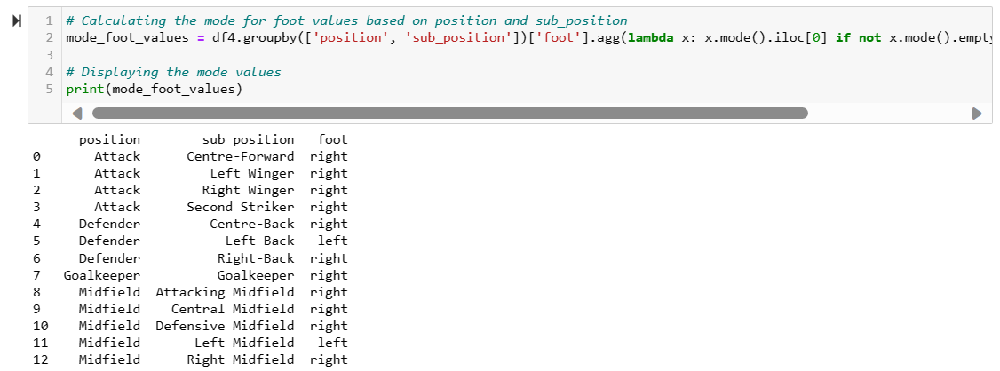 1 # Calculating the mode for foot values based on position and sub_position
2 mode_foot_values = df4.groupby(['position', 'sub_position'])['foot'].agg(lambda x: x.mode().iloc[0] if not x.mode().empty
3
4 # Displaying the mode values
5 print(mode_foot_values)
position sub_position foot
0 Attack Centre-Forward right
1 Attack Left Winger right
2 Attack Right Winger right
3 Attack Second Striker right
4 Defender Centre-Back right
5 Defender Left-Back left
6 Defender Right-Back right
7 Goalkeeper Goalkeeper right
8 Midfield Attacking Midfield right
9 Midfield Central Midfield right
10 Midfield Defensive Midfield right
11 Midfield Left Midfield left
12 Midfield Right Midfield right